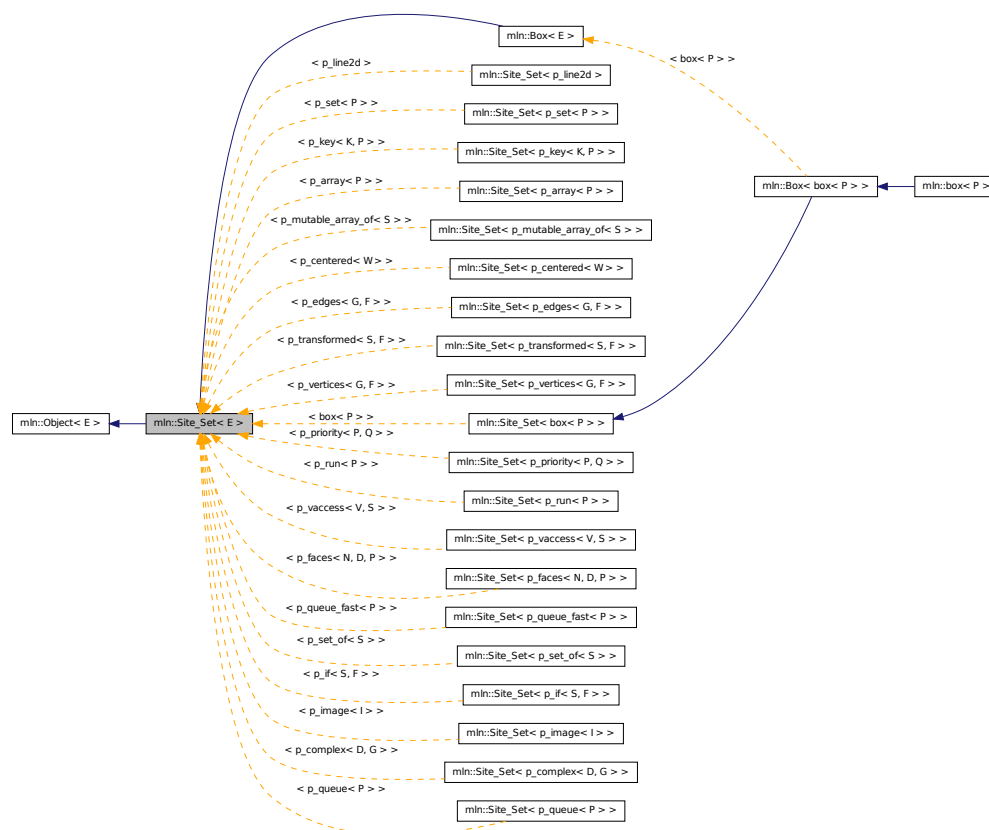 mln::Box< E >
< box< P > >
< p_line2d >
mln::Site_Set< p_line2d >
< p_set< P > >
mln::Site_Set< p_set< P > >
< p_key< K, P > >
mln::Site_Set< p_key< K, P > >
< p_array< P > >
mln::Site_Set< p_array< P > >
mln::Box< box< P > >
mln::box< P >
< p_mutable_array_of< S > >
mln::Site_Set< p_mutable_array_of< S > >
< p_centered< W > >
mln::Site_Set< p_centered< W > >
< p_edges< G, F > >
mln::Site_Set< p_edges< G, F > >
< p_transformed< S, F > >
mln::Site_Set< p_transformed< S, F > >
< p_vertices< G, F > >
mln::Site_Set< p_vertices< G, F > >
mln::Object< E >
mln::Site_Set< E >
< box< P > >
mln::Site_Set< box< P > >
< p_priority< P, Q > >
mln::Site_Set< p_priority< P, Q > >
< p_run< P > >
mln::Site_Set< p_run< P > >
< p_vaccess< V, S > >
mln::Site_Set< p_vaccess< V, S > >
< p_faces< N, D, P > >
mln::Site_Set< p_faces< N, D, P > >
< p_queue_fast< P > >
mln::Site_Set< p_queue_fast< P > >
< p_set_of< S > >
mln::Site_Set< p_set_of< S > >
< p_if< S, F > >
mln::Site_Set< p_if< S, F > >
< p_image< I > >
mln::Site_Set< p_image< I > >
< p_complex< D, G > >
mln::Site_Set< p_complex< D, G > >
< p_queue< P > >
mln::Site_Set< p_queue< P > >